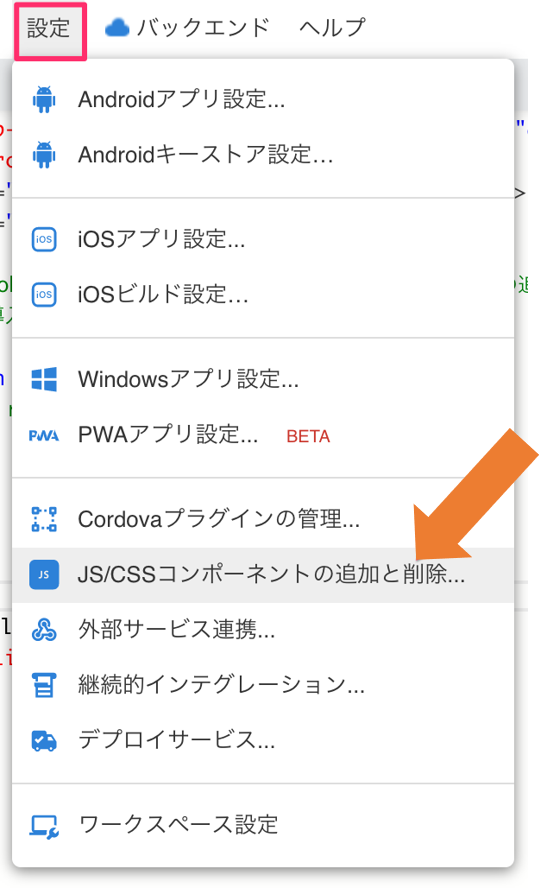 設定 バックエンド ヘルプ
Androidアプリ設定...
Androidキーストア設定...
iOS iOSアプリ設定...
iOS iOSビルド設定...
Windowsアプリ設定...
PWA PWAアプリ設定... BETA
Cordovaプラグインの管理...
JS JS/CSSコンポーネントの追加と削除...
外部サービス連携...
継続的インテグレーション...
デプロイサービス...
ワークスペース設定